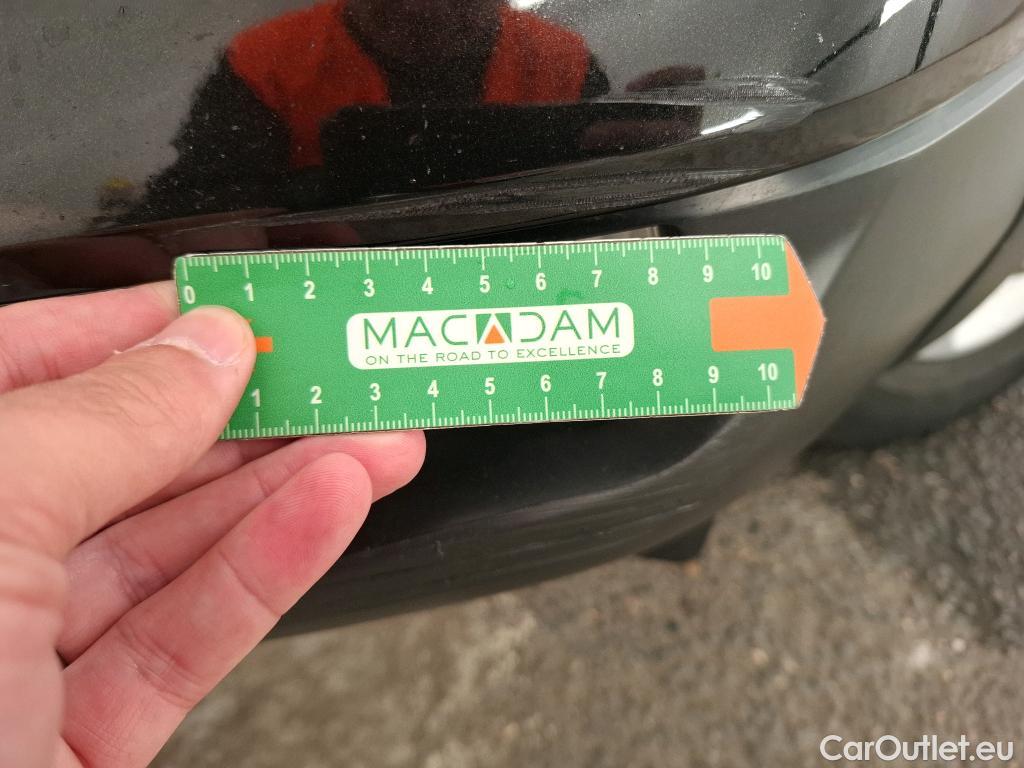 0 1 2 3 4 5 6 7 8 9 10
MACADAM
ON THE ROAD TO EXCELLENCE
1 2 3 4 5 6 7 8 9 10
CarOutlet.eu